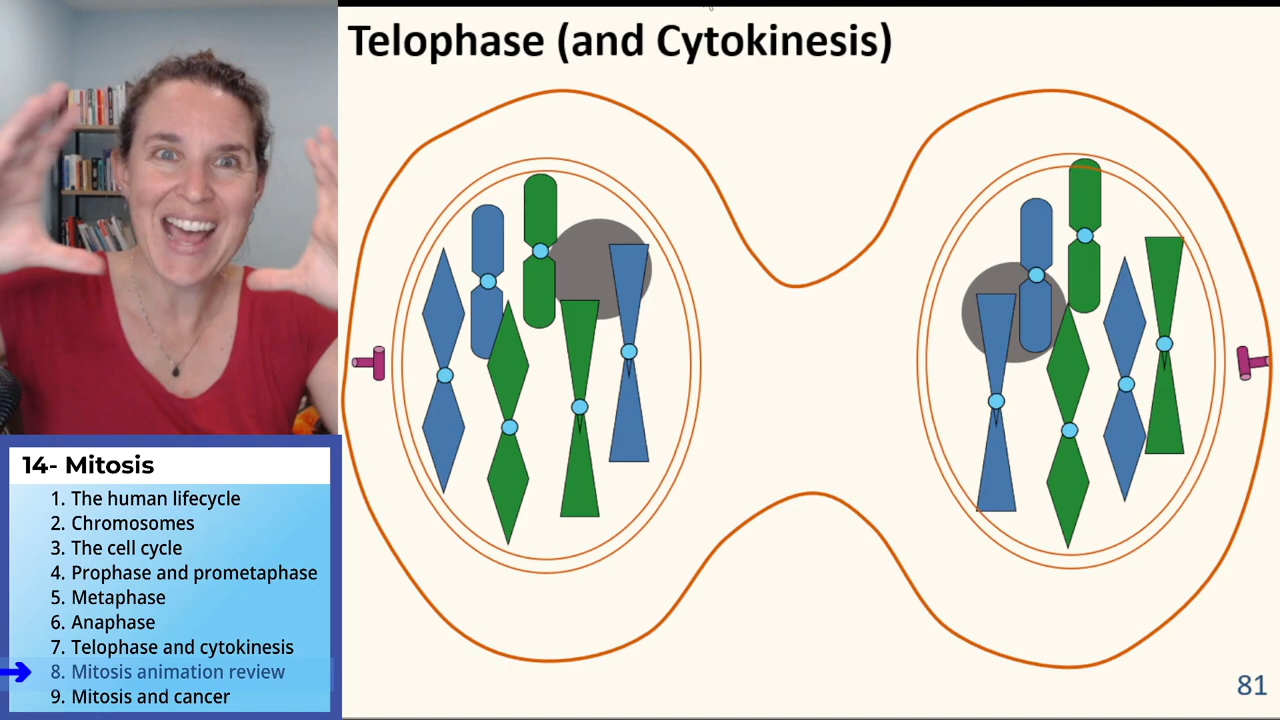 Telophase (and Cytokinesis)
14- Mitosis
1. The human lifecycle
2. Chromosomes
3. The cell cycle
4. Prophase and prometaphase
5. Metaphase
6. Anaphase
7. Telophase and cytokinesis
8. Mitosis animation review
9. Mitosis and cancer
81